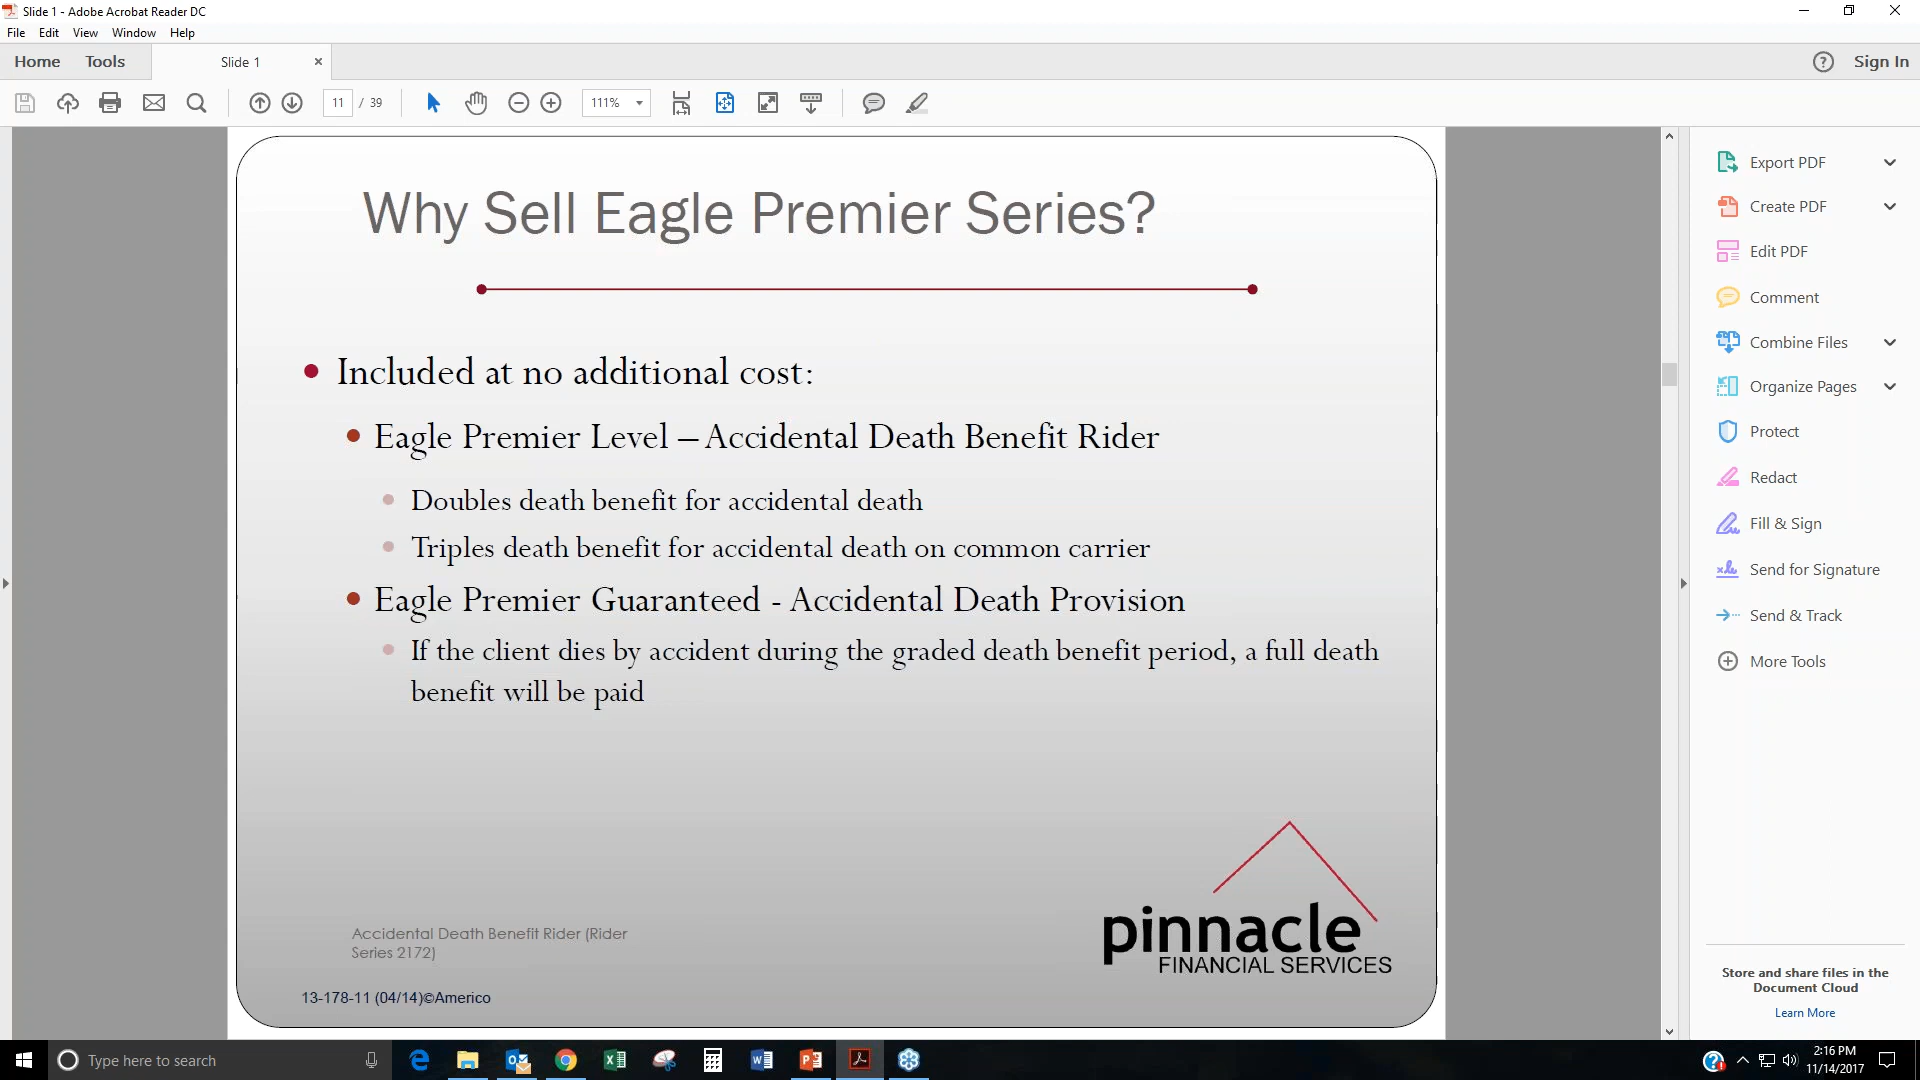 Slide 1 - Adobe Acrobat Reader DC
File Edit View Window Help
Home Tools Slide 1 × ? Sign In
11 / 39 111%
Why Sell Eagle Premier Series?
Included at no additional cost:
Eagle Premier Level – Accidental Death Benefit Rider
Doubles death benefit for accidental death
Triples death benefit for accidental death on common carrier
Eagle Premier Guaranteed - Accidental Death Provision
If the client dies by accident during the graded death benefit period, a full death
benefit will be paid
Accidental Death Benefit Rider (Rider
Series 2172)
13-178-11 (04/14)©Americo
pinnacle
FINANCIAL SERVICES
Export PDF
Create PDF
Edit PDF
Comment
Combine Files
Organize Pages
Protect
Redact
Fill & Sign
Send for Signature
Send & Track
More Tools
Store and share files in the
Document Cloud
Learn More
Type here to search
2:16 PM
11/14/2017